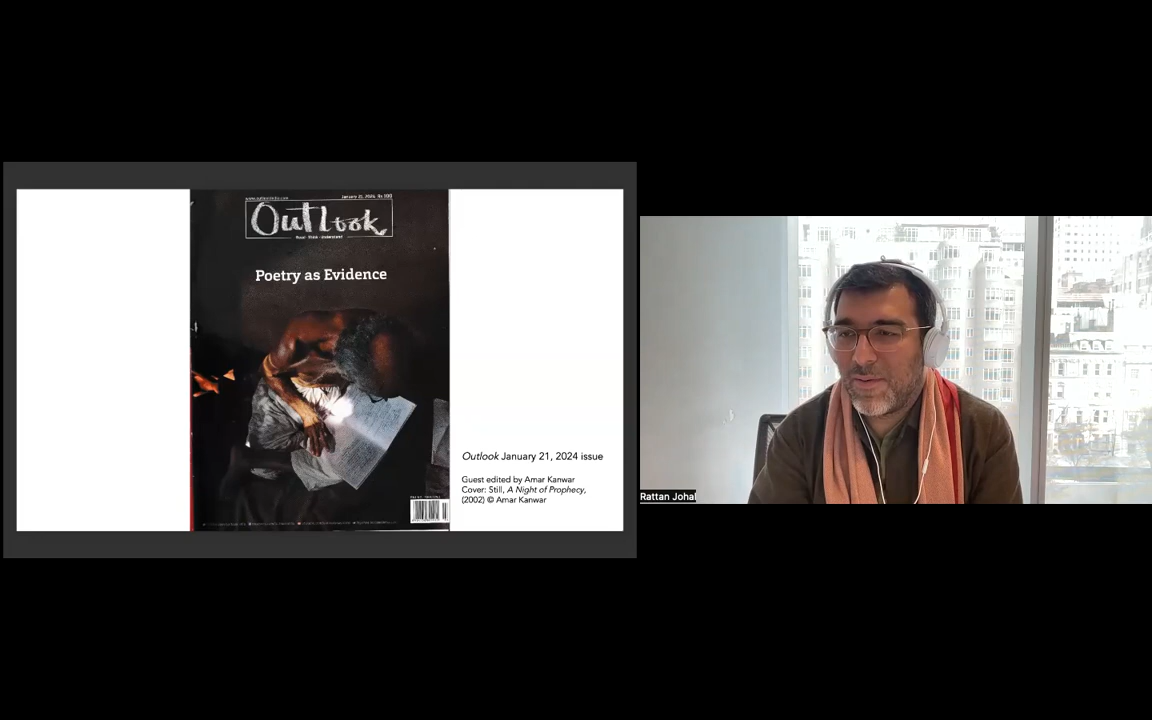 Outlook
Poetry as Evidence
Outlook January 21, 2024 issue
Guest edited by Amar Kanwar
Cover: Still, A Night of Prophecy,
(2002) © Amar Kanwar
Rattan Johal